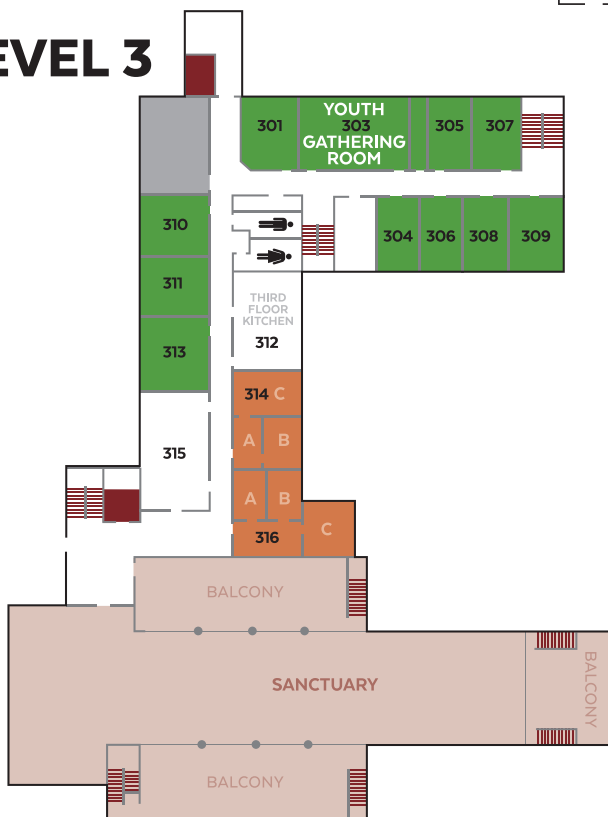 EVEL 3
301
YOUTH
303
GATHERING
ROOM
305
307
310
304
306
308
309
311
THIRD
FLOOR
KITCHEN
312
313
314 C
A
B
315
A
B
C
316
BALCONY
SANCTUARY
BALCONY
BALCONY